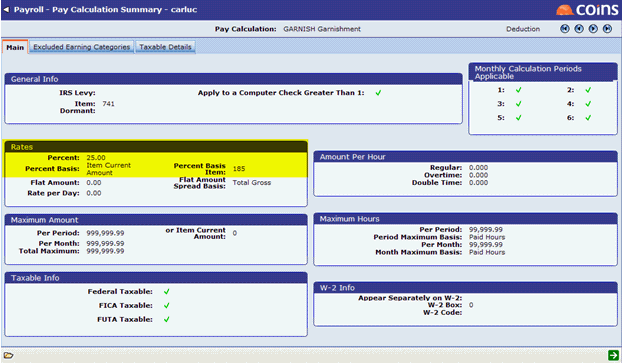 Payroll - Pay Calculation Summary - carluc
coins
Pay Calculation: GARNISH Garnishment Deduction
Main Excluded Earning Categories Taxable Details
General Info
IRS Levy: Apply to a Computer Check Greater Than 1:
Item: 741
Dormant:
Monthly Calculation Periods Applicable
1: 2:
3: 4:
5: 6:
Rates
Percent: 25.00
Percent Basis: Item Current Amount Percent Basis Item: 185
Flat Amount: 0.00 Flat Amount Spread Basis: Total Gross
Rate per Day: 0.00
Amount Per Hour
Regular: 0.000
Overtime: 0.000
Double Time: 0.000
Maximum Amount
Per Period: 999,999.99 or Item Current Amount: 0
Per Month: 999,999.99
Total Maximum: 999,999.99
Maximum Hours
Per Period: 99,999.99
Period Maximum Basis: Paid Hours
Per Month: 99,999.99
Month Maximum Basis: Paid Hours
Taxable Info
Federal Taxable:
FICA Taxable:
FUTA Taxable:
W-2 Info
Appear Separately on W-2:
W-2 Box: 0
W-2 Code: